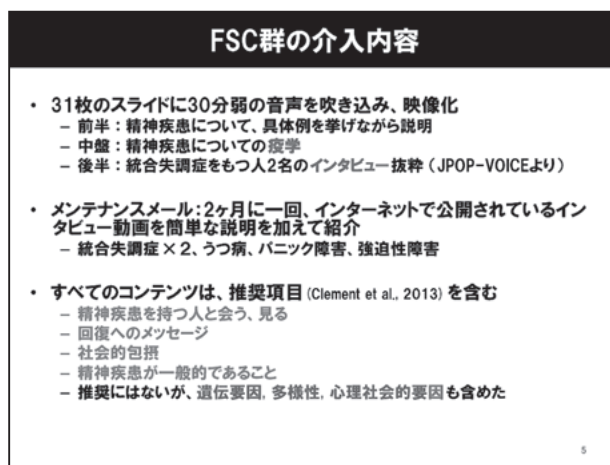 FSC群の介入内容
・ 31枚のスライドに30分弱の音声を吹き込み、映像化
– 前半：精神疾患について、具体例を挙げながら説明
– 中盤：精神疾患についての疫学
– 後半：統合失調症をもつ人2名のインタビュー抜粋（JPOP-VOICEより）
・ メンテナンスメール：2ヶ月に一回、インターネットで公開されているイン
タビュー動画を簡単な説明を加えて紹介
– 統合失調症×2、うつ病、パニック障害、強迫性障害
・ すべてのコンテンツは、推奨項目 (Clement et al., 2013) を含む
– 精神疾患を持つ人と会う、見る
– 回復へのメッセージ
– 社会的包摂
– 精神疾患が一般的であること
– 推奨にはないが、遺伝要因, 多様性, 心理社会的要因も含めた
5